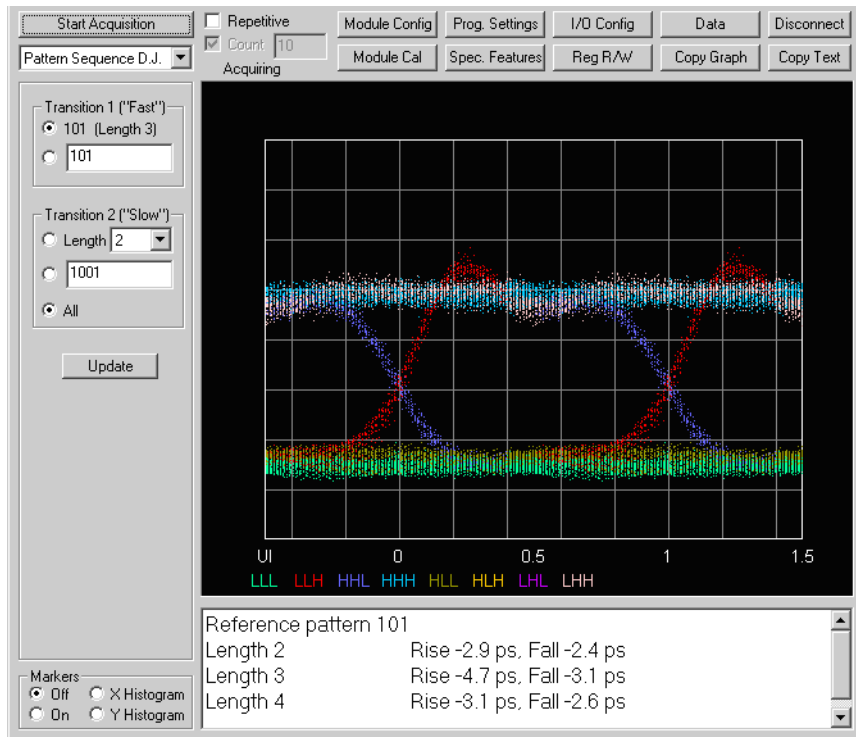 Start Acquisition
Repetitive
Module Config
Prog. Settings
I/O Config
Data
Disconnect
Pattern Sequence D.J.
Count 10
Acquiring
Module Cal
Spec. Features
Reg R/W
Copy Graph
Copy Text
Transition 1 ("Fast")
101 (Length 3)
101
Transition 2 ("Slow")
Length 2
1001
All
Update
UI 0 0.5 1 1.5
LLL LLH HHL HHH HLL HLH LHL LHH
Reference pattern 101
Length 2 Rise -2.9 ps, Fall -2.4 ps
Length 3 Rise -4.7 ps, Fall -3.1 ps
Length 4 Rise -3.1 ps, Fall -2.6 ps
Markers
Off X Histogram
On Y Histogram